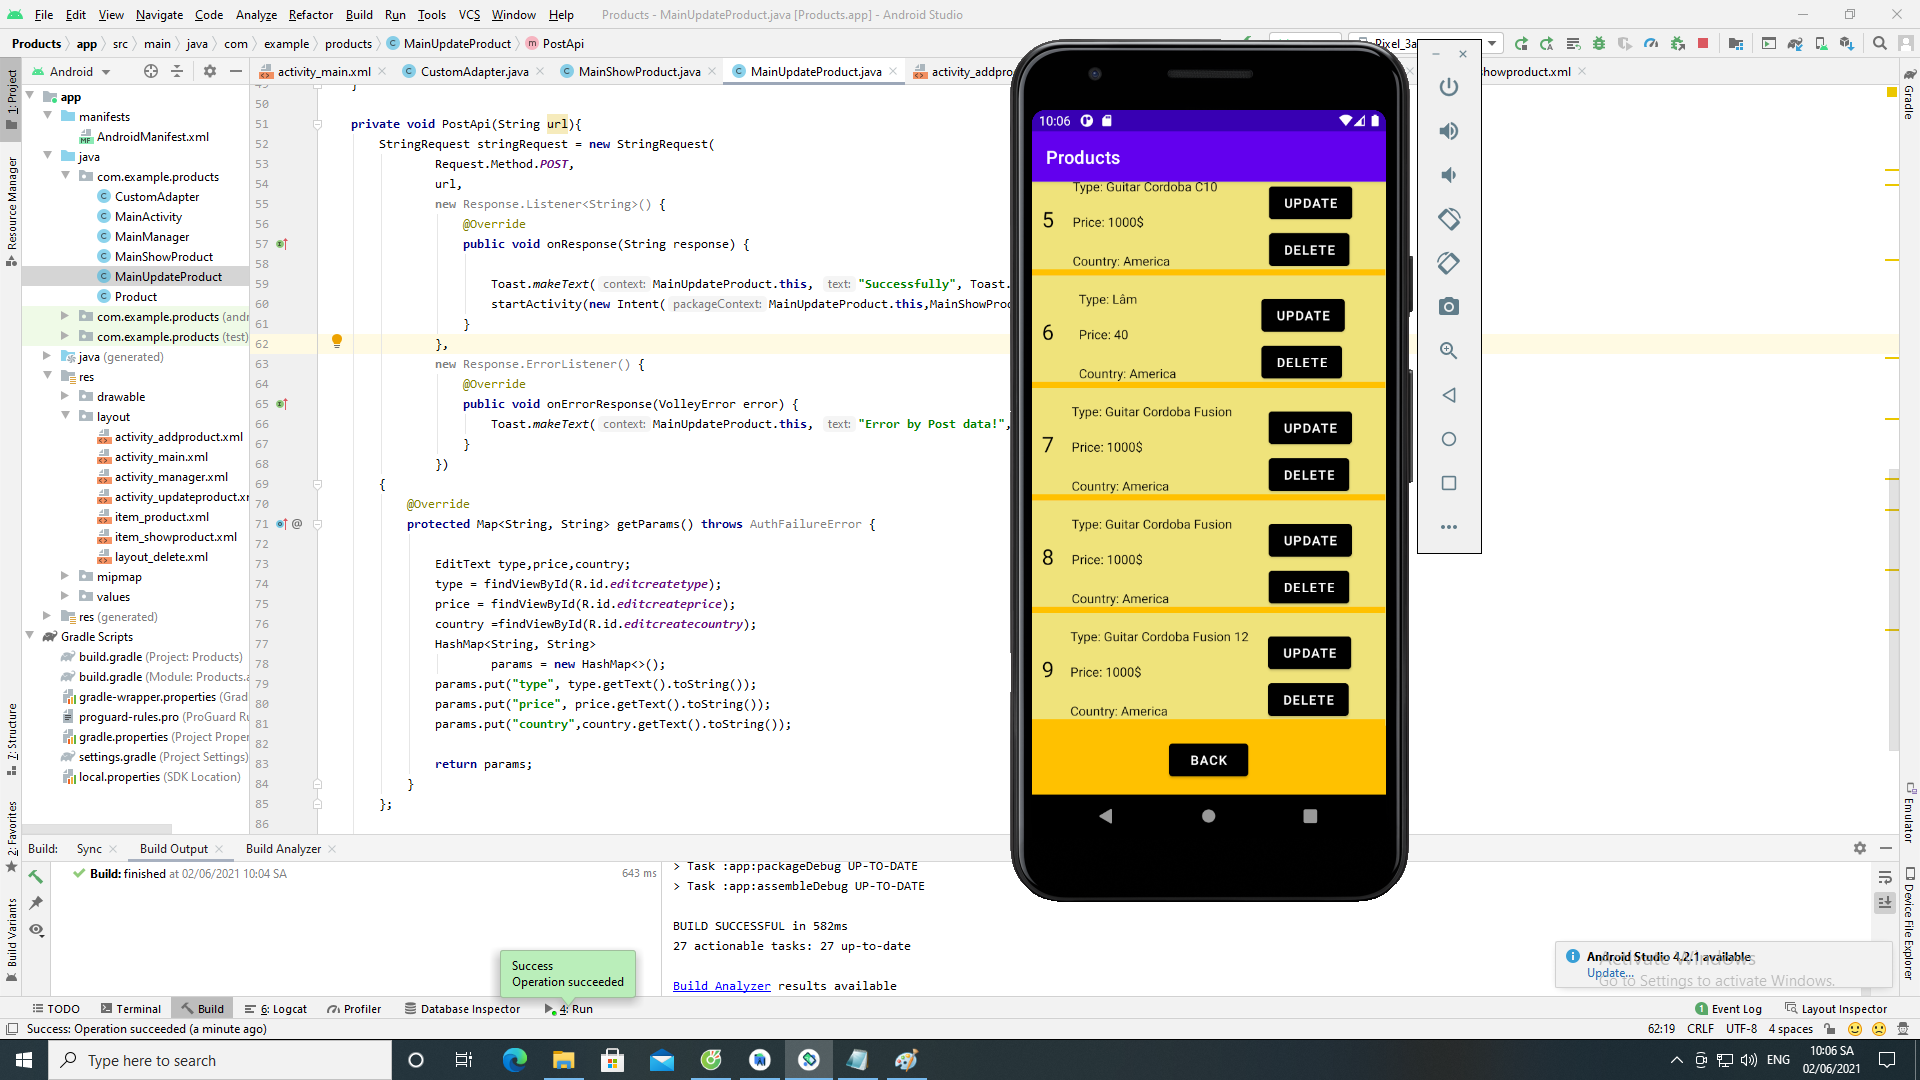 File Edit View Navigate Code Analyze Refactor Build Run Tools VCS Window Help Products - MainUpdateProduct.java [Products.app] - Android Studio
Products app src main java com example products MainUpdateProduct PostApi
Pixel_3a
Android
activity_main.xml
CustomAdapter.java
MainShowProduct.java
MainUpdateProduct.java
activity_addpro
showproduct.xml
1: Project
Resource Manager
7: Structure
2: Favorites
Build Variants
Gradle
Emulator
Device File Explorer
app
manifests
AndroidManifest.xml
java
com.example.products
CustomAdapter
MainActivity
MainManager
MainShowProduct
MainUpdateProduct
Product
com.example.products (andr
com.example.products (test)
java (generated)
res
drawable
layout
activity_addproduct.xml
activity_main.xml
activity_manager.xml
activity_updateproduct.xr
item_product.xml
item_showproduct.xml
layout_delete.xml
mipmap
values
res (generated)
Gradle Scripts
build.gradle (Project: Products)
build.gradle (Module: Products.a
gradle-wrapper.properties (Grad
proguard-rules.pro (ProGuard Ru
gradle.properties (Project Proper
settings.gradle (Project Settings)
local.properties (SDK Location)
49 }
50
51 private void PostApi(String url){
52 StringRequest stringRequest = new StringRequest(
53 Request.Method.POST,
54 url,
55 new Response.Listener<String>() {
56 @Override
57 public void onResponse(String response) {
58
59 Toast.makeText( context: MainUpdateProduct.this, text: "Successfully", Toast.
60 startActivity(new Intent( packageContext: MainUpdateProduct.this,MainShowProd
61 }
62 },
63 new Response.ErrorListener() {
64 @Override
65 public void onErrorResponse(VolleyError error) {
66 Toast.makeText( context: MainUpdateProduct.this, text: "Error by Post data!",
67 }
68 })
69 {
70 @Override
71 @ protected Map<String, String> getParams() throws AuthFailureError {
72
73 EditText type,price,country;
74 type = findViewById(R.id.editcreatetype);
75 price = findViewById(R.id.editcreateprice);
76 country =findViewById(R.id.editcreatecountry);
77 HashMap<String, String>
78 params = new HashMap<>();
79 params.put("type", type.getText().toString());
80 params.put("price", price.getText().toString());
81 params.put("country",country.getText().toString());
82
83 return params;
84 }
85 };
86
10:06
Products
Type: Guitar Cordoba C10
5 Price: 1000$
Country: America
UPDATE
DELETE
Type: Lâm
6 Price: 40
Country: America
UPDATE
DELETE
Type: Guitar Cordoba Fusion
7 Price: 1000$
Country: America
UPDATE
DELETE
Type: Guitar Cordoba Fusion
8 Price: 1000$
Country: America
UPDATE
DELETE
Type: Guitar Cordoba Fusion 12
9 Price: 1000$
Country: America
UPDATE
DELETE
BACK
Build: Sync Build Output Build Analyzer
Build: finished at 02/06/2021 10:04 SA 643 ms
> Task :app:packageDebug UP-TO-DATE
> Task :app:assembleDebug UP-TO-DATE
BUILD SUCCESSFUL in 582ms
27 actionable tasks: 27 up-to-date
Build Analyzer results available
Success
Operation succeeded
Android Studio 4.2.1 available
Update...
Activate Windows
Go to Settings to activate Windows.
TODO Terminal Build 6: Logcat Profiler Database Inspector 4: Run 1 Event Log Layout Inspector
Success: Operation succeeded (a minute ago) 62:19 CRLF UTF-8 4 spaces
Type here to search
ENG
10:06 SA
02/06/2021